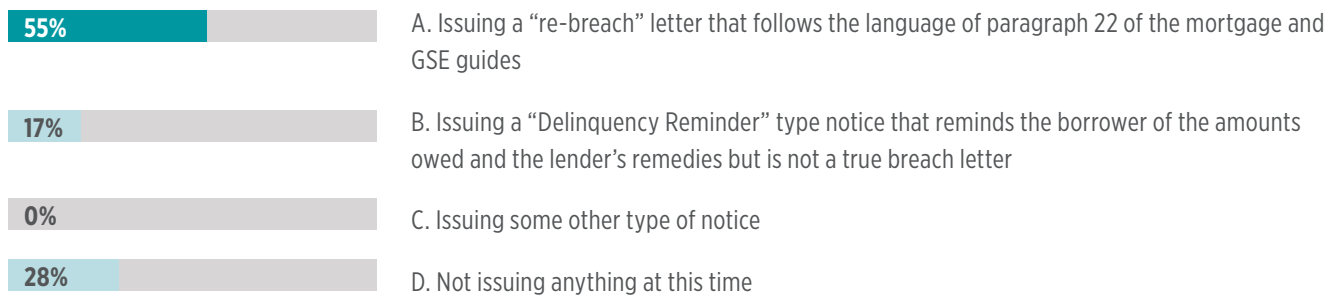 55%
A. Issuing a “re-breach” letter that follows the language of paragraph 22 of the mortgage and
GSE guides
17%
B. Issuing a “Delinquency Reminder” type notice that reminds the borrower of the amounts
owed and the lender’s remedies but is not a true breach letter
0%
C. Issuing some other type of notice
28%
D. Not issuing anything at this time